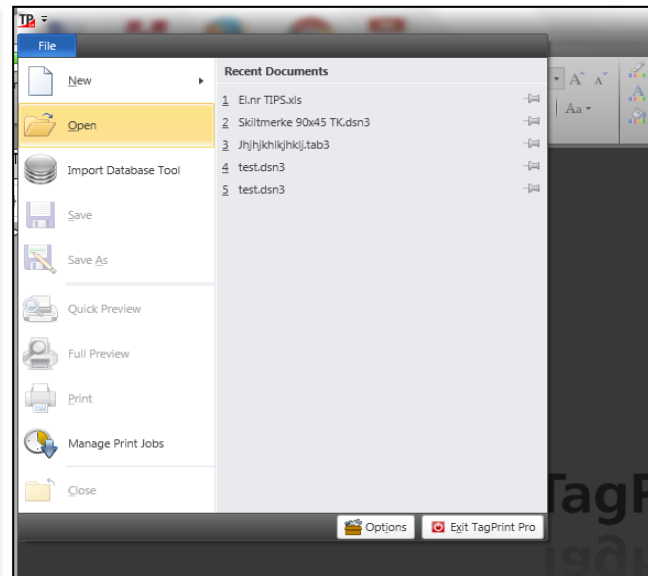 TP
File
New
Open
Import Database Tool
Save
Save As
Quick Preview
Full Preview
Print
Manage Print Jobs
Close
Recent Documents
1 El.nr TIPS.xls
2 Skiltmerke 90x45 TK.dsn3
3 Jhjhjkhlkjhklj.tab3
4 test.dsn3
5 test.dsn3
Options
Exit TagPrint Pro
A A
Aa
TagP